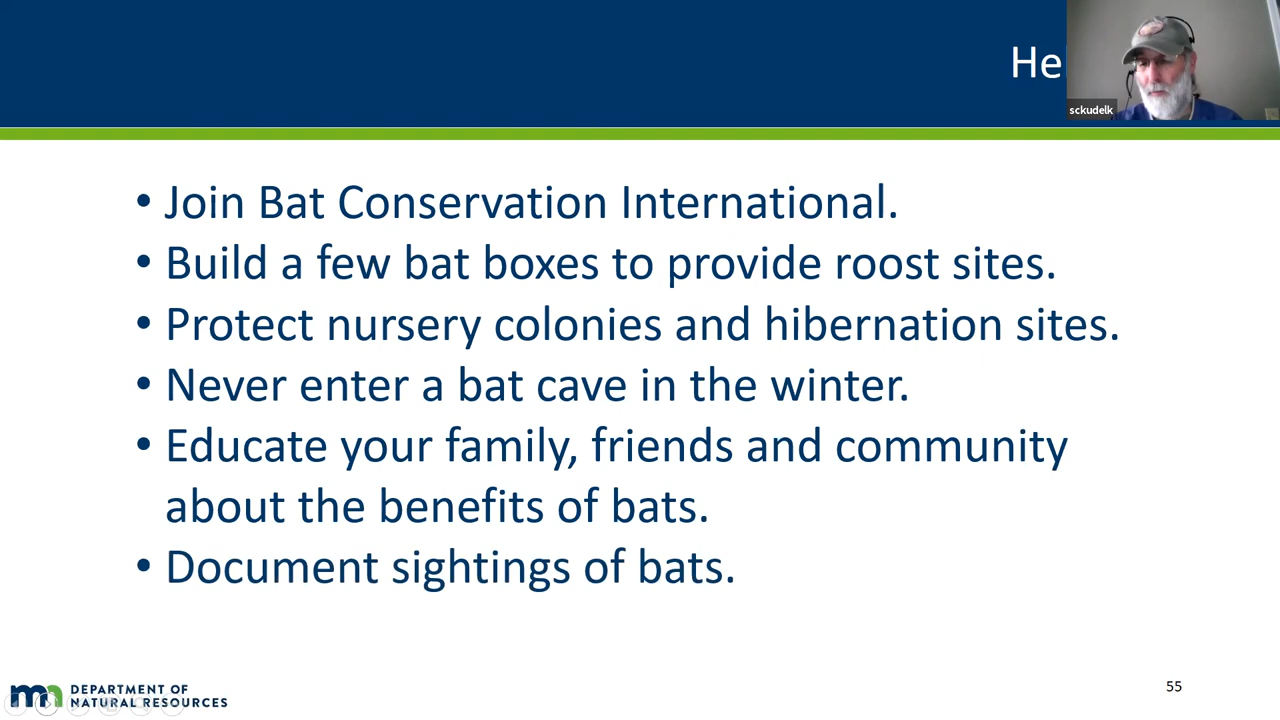 sckudelk
• Join Bat Conservation International.
• Build a few bat boxes to provide roost sites.
• Protect nursery colonies and hibernation sites.
• Never enter a bat cave in the winter.
• Educate your family, friends and community
about the benefits of bats.
• Document sightings of bats.
DEPARTMENT OF
NATURAL RESOURCES
55